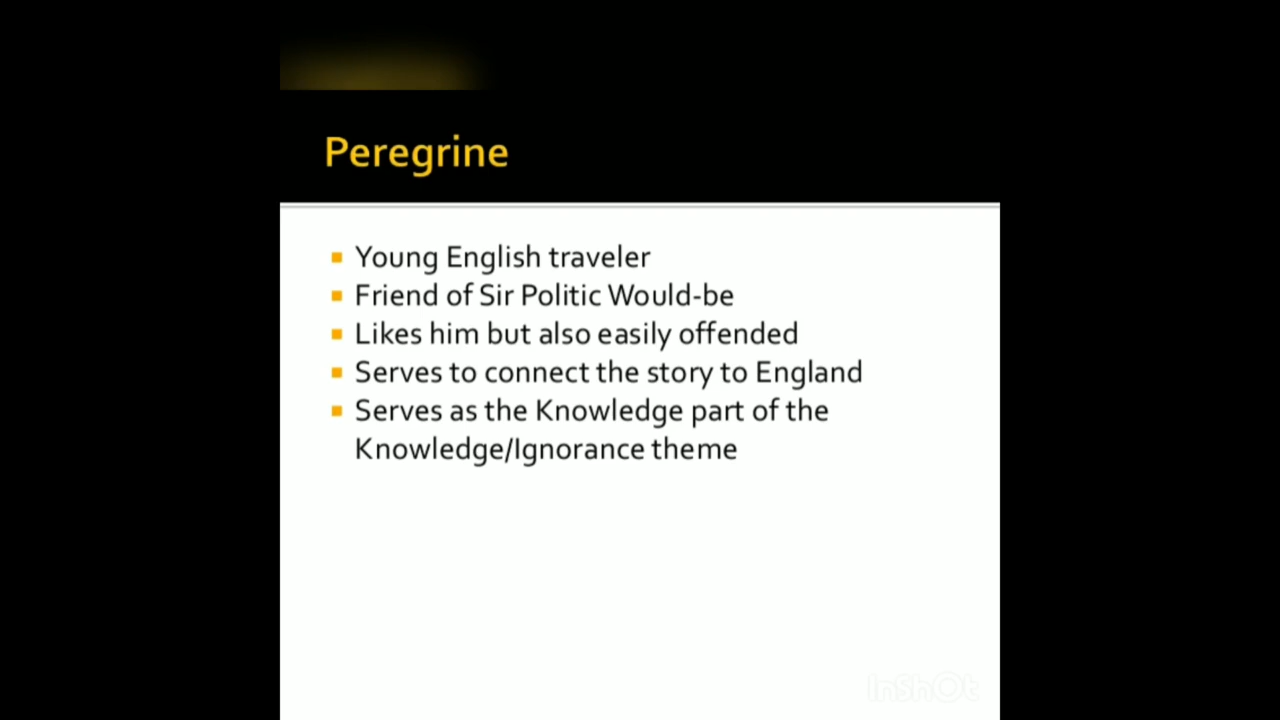 Peregrine
Young English traveler
Friend of Sir Politic Would-be
Likes him but also easily offended
Serves to connect the story to England
Serves as the Knowledge part of the
Knowledge/Ignorance theme
InShOt